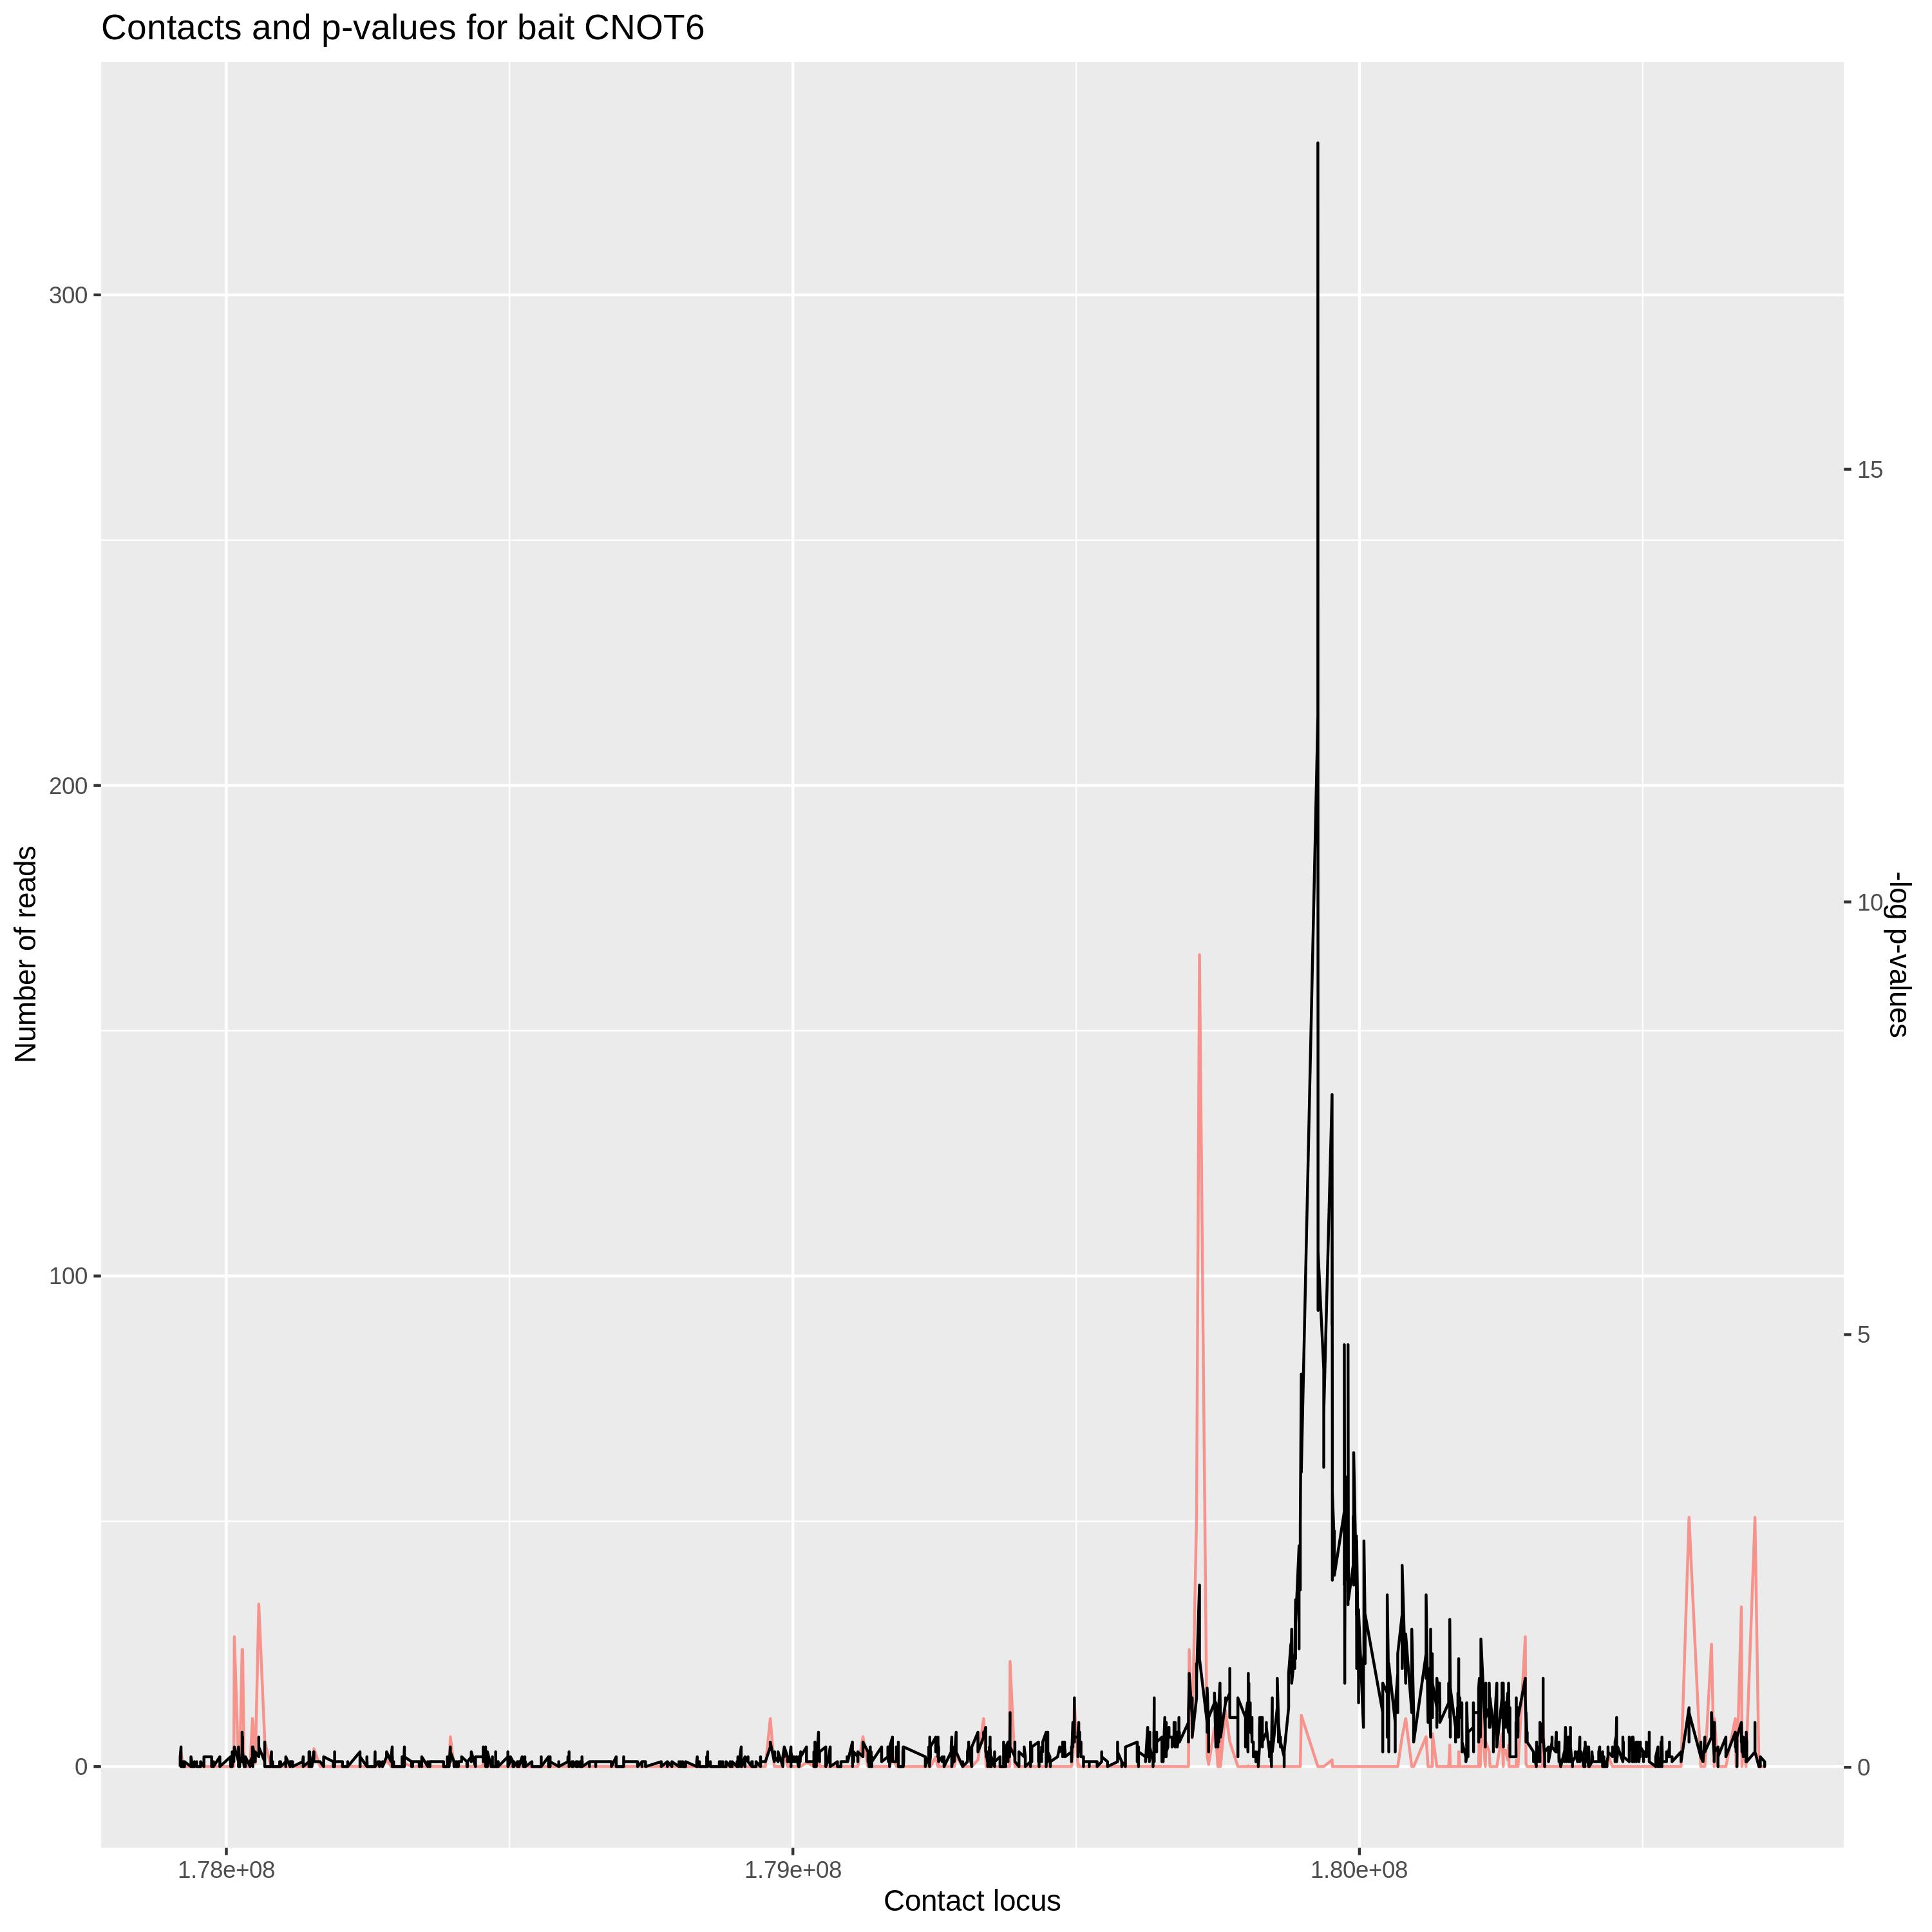 Contacts and p-values for bait CNOT6
300
200
100
0
Number of reads
15
10
5
0
-log p-values
1.78e+08
1.79e+08
1.80e+08
Contact locus